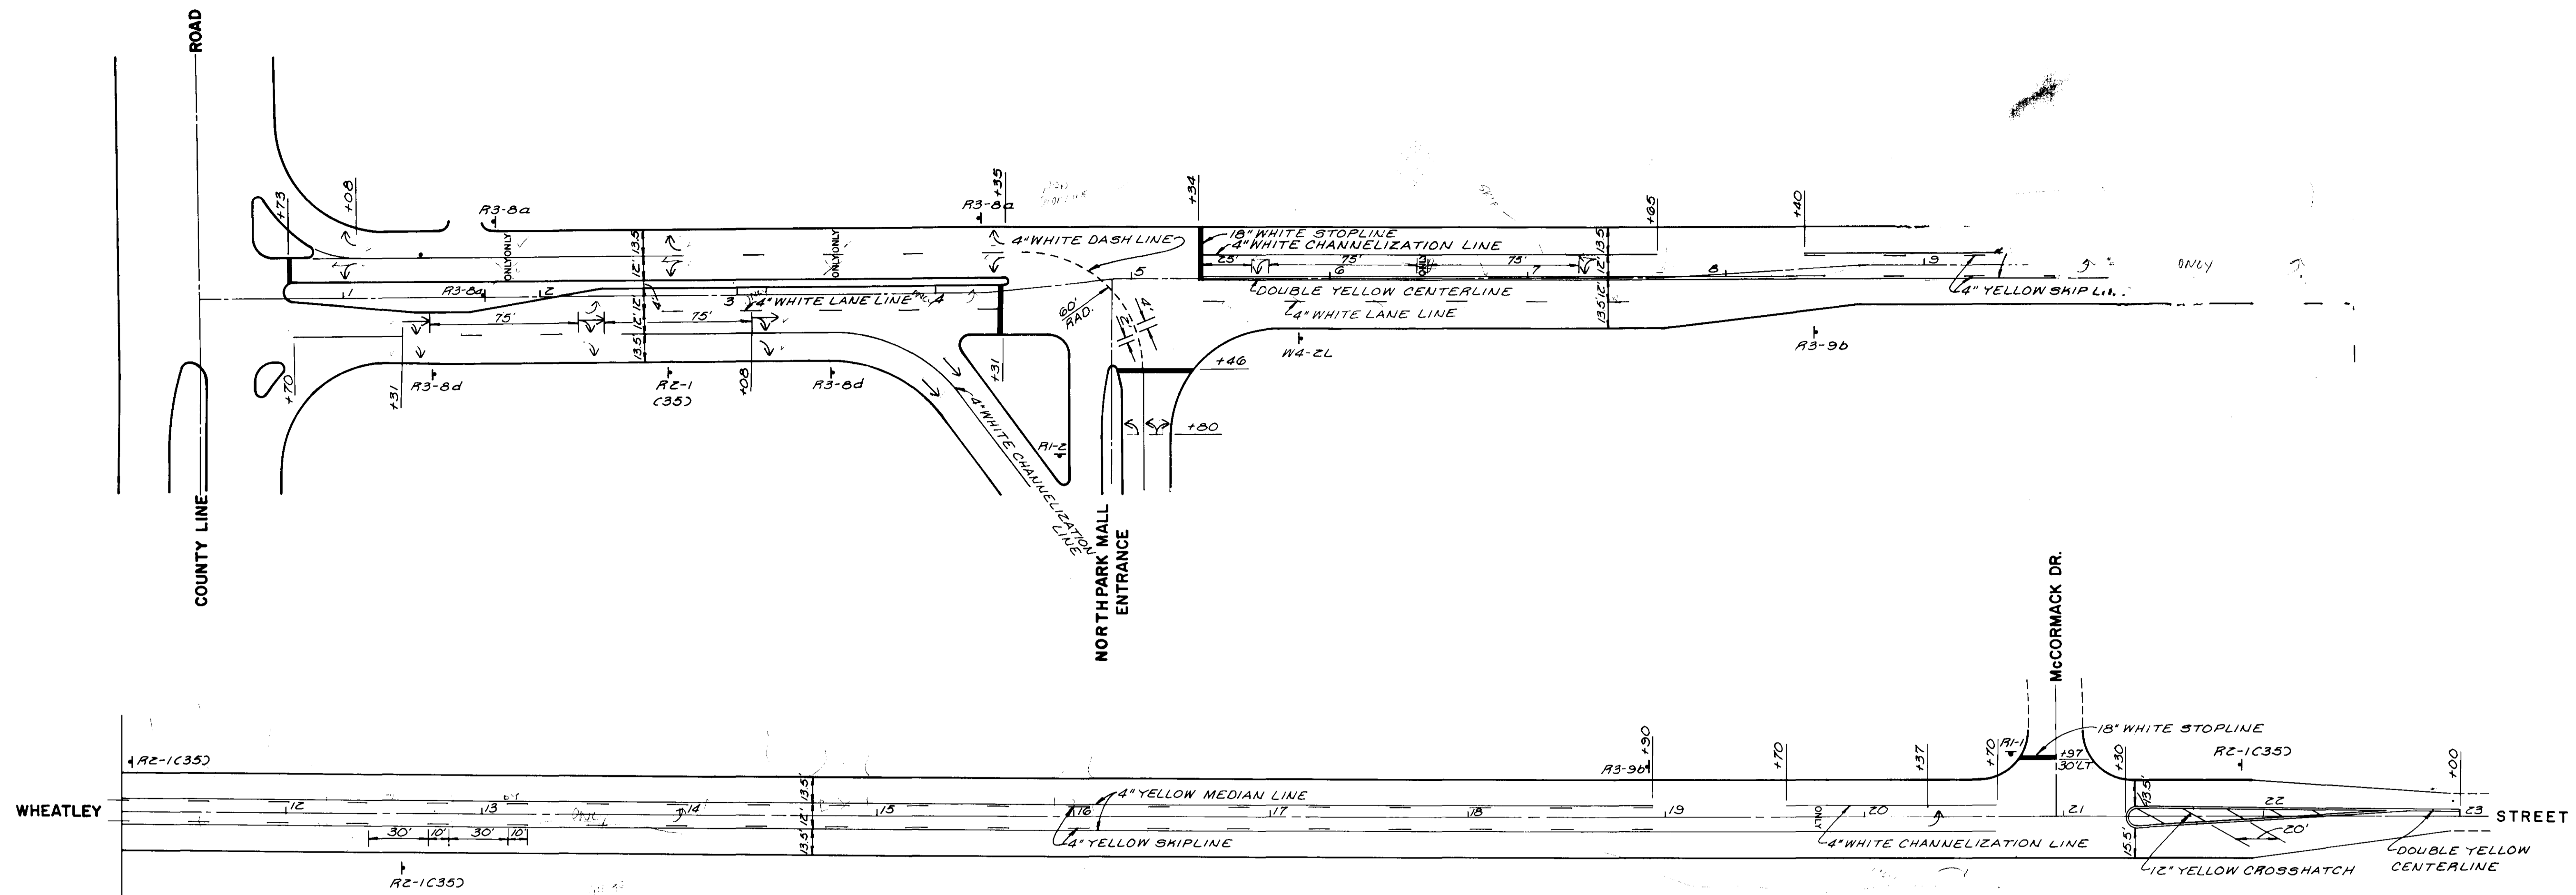 ROAD
COUNTY LINE
+73
+08
R3-8a
R3-8a
+35
+34
+65
+40
ONLY ONLY
13.5'
12'
12'
12'
13.5'
ONLY ONLY
4" WHITE DASH LINE
18" WHITE STOPLINE
4" WHITE CHANNELIZATION LINE
25'
75'
ONLY
75'
13.5'
12'
12'
13.5'
1
R3-8a
2
4'
3
4" WHITE LANE LINE
4
5
6
7
8
9
ONLY
DOUBLE YELLOW CENTERLINE
4" YELLOW SKIP
4" WHITE LANE LINE
75'
75'
60' RAD.
2'
4'
+70
+31
R3-8d
R2-1
(35)
+08
R3-8d
+31
W4-2L
R3-9b
+46
+80
R1-2
4" WHITE CHANNELIZATION
LINE
NORTHPARK MALL
ENTRANCE
McCORMACK DR.
WHEATLEY
R2-1(35)
12
13
14
15
16
17
18
19
20
21
22
23
STREET
30'
10'
30'
10'
R2-1(35)
13.5'
12'
13.5'
4" YELLOW MEDIAN LINE
4" YELLOW SKIPLINE
R3-9b
+90
+70
+37
+70
R1-1
18" WHITE STOPLINE
+97
30' LT
+30
R2-1(35)
+00
ONLY
4" WHITE CHANNELIZATION LINE
13.5'
15.5'
20'
12" YELLOW CROSSHATCH
DOUBLE YELLOW
CENTERLINE